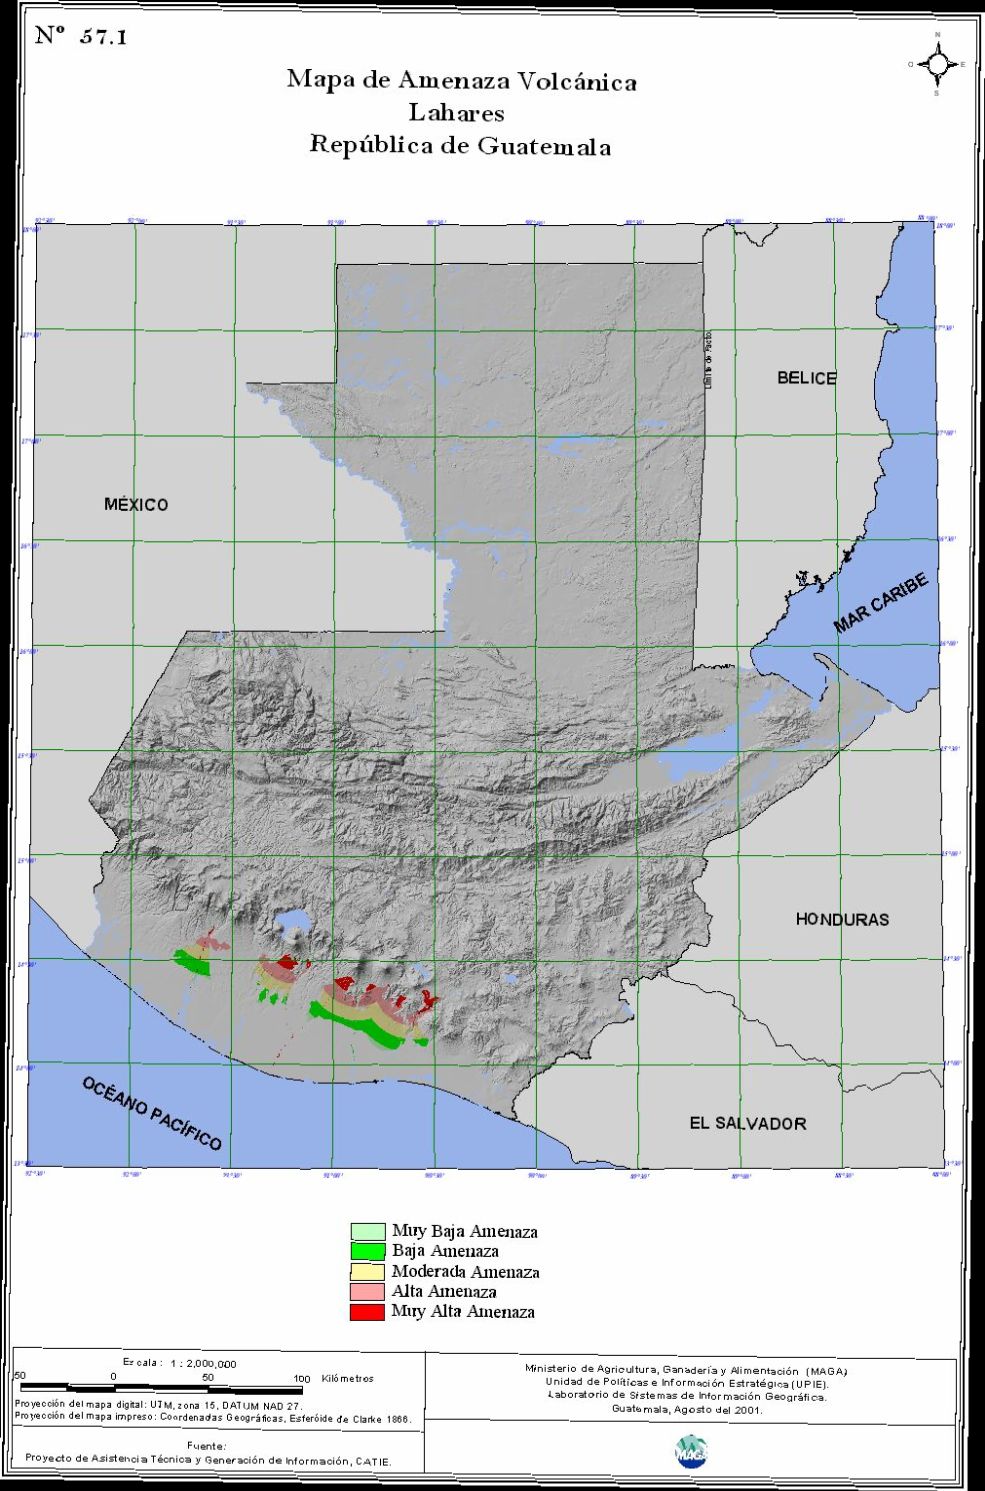 Nº 57.1
N
O E
S
Mapa de Amenaza Volcánica
Lahares
República de Guatemala
Límite de Facto
BELICE
MÉXICO
MAR CARIBE
HONDURAS
OCÉANO PACÍFICO
EL SALVADOR
Muy Baja Amenaza
Baja Amenaza
Moderada Amenaza
Alta Amenaza
Muy Alta Amenaza
Escala: 1 : 2,000,000
50 0 50 100 Kilómetros
Proyección del mapa digital: UTM, zona 15, DATUM NAD 27.
Proyección del mapa impreso: Coordenadas Geográficas, Esferóide de Clarke 1866.
Fuente:
Proyecto de Asistencia Técnica y Generación de Información, CATIE.
Ministerio de Agricultura, Ganadería y Alimentación (MAGA)
Unidad de Políticas e Información Estratégica (UPIE).
Laboratorio de Sistemas de Información Geográfica.
Guatemala, Agosto del 2001.
MAGA